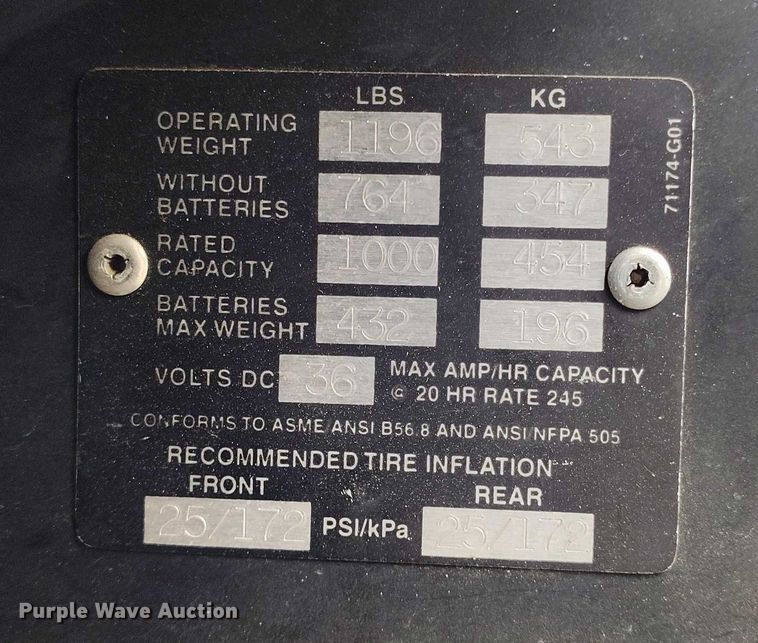 LBS KG
OPERATING WEIGHT 1196 543
WITHOUT BATTERIES 764 347
RATED CAPACITY 1000 454
BATTERIES MAX WEIGHT 432 196
VOLTS DC 36 MAX AMP/HR CAPACITY
@ 20 HR RATE 245
CONFORMS TO ASME/ANSI B56.8 AND ANSI/NFPA 505
RECOMMENDED TIRE INFLATION
FRONT REAR
25/172 PSI/kPa 25/172
71174-G01
Purple Wave Auction